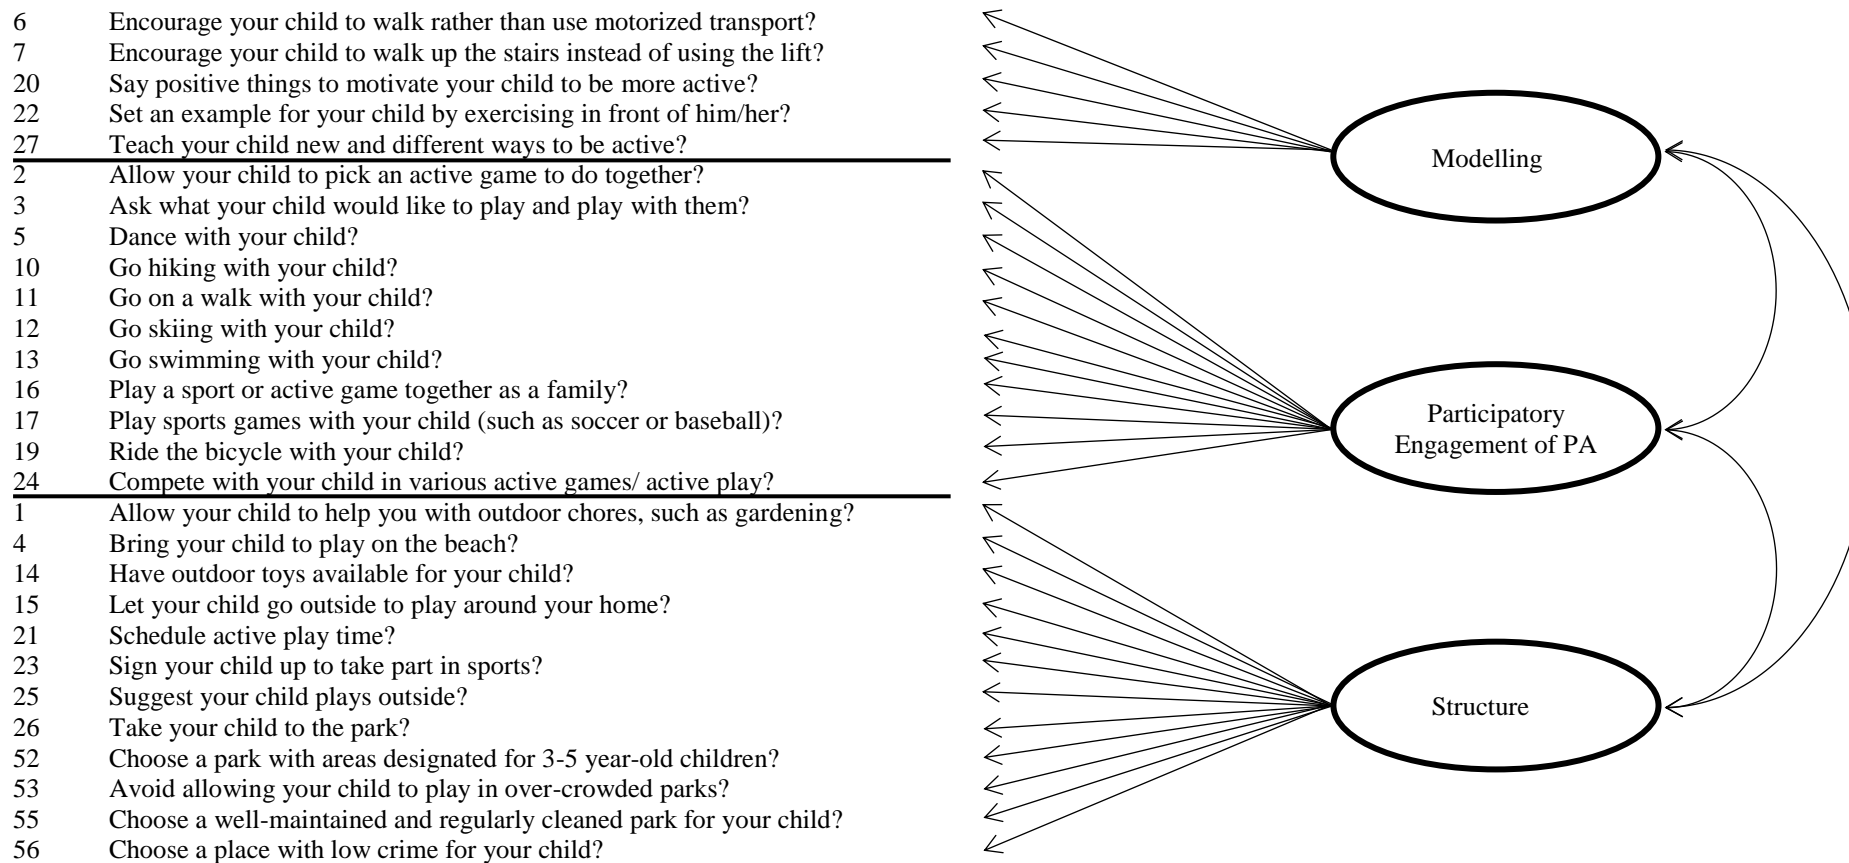 6 Encourage your child to walk rather than use motorized transport?
7 Encourage your child to walk up the stairs instead of using the lift?
20 Say positive things to motivate your child to be more active?
22 Set an example for your child by exercising in front of him/her?
27 Teach your child new and different ways to be active?
2 Allow your child to pick an active game to do together?
3 Ask what your child would like to play and play with them?
5 Dance with your child?
10 Go hiking with your child?
11 Go on a walk with your child?
12 Go skiing with your child?
13 Go swimming with your child?
16 Play a sport or active game together as a family?
17 Play sports games with your child (such as soccer or baseball)?
19 Ride the bicycle with your child?
24 Compete with your child in various active games/ active play?
1 Allow your child to help you with outdoor chores, such as gardening?
4 Bring your child to play on the beach?
14 Have outdoor toys available for your child?
15 Let your child go outside to play around your home?
21 Schedule active play time?
23 Sign your child up to take part in sports?
25 Suggest your child plays outside?
26 Take your child to the park?
52 Choose a park with areas designated for 3-5 year-old children?
53 Avoid allowing your child to play in over-crowded parks?
55 Choose a well-maintained and regularly cleaned park for your child?
56 Choose a place with low crime for your child?
Modelling
Participatory
Engagement of PA
Structure